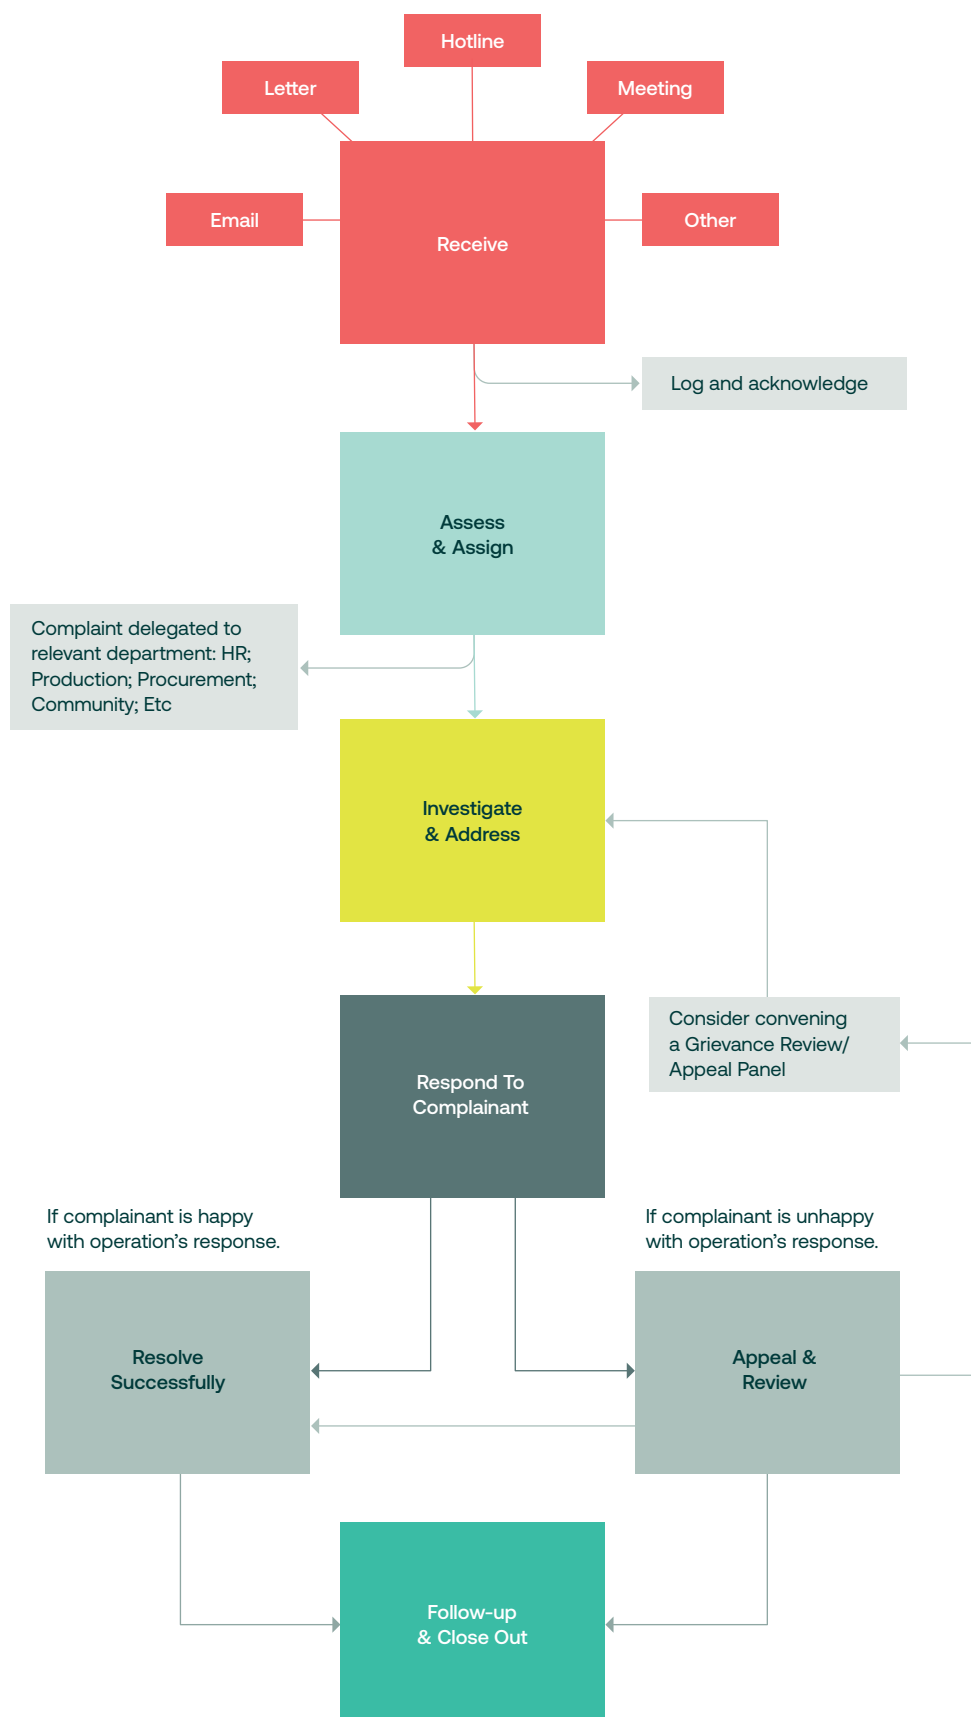 Hotline
Letter
Meeting
Email
Other
Receive
Log and acknowledge
Assess
& Assign
Complaint delegated to
relevant department: HR;
Production; Procurement;
Community; Etc
Investigate
& Address
Consider convening
a Grievance Review/
Appeal Panel
Respond To
Complainant
If complainant is happy
with operation’s response.
If complainant is unhappy
with operation’s response.
Resolve
Successfully
Appeal &
Review
Follow-up
& Close Out